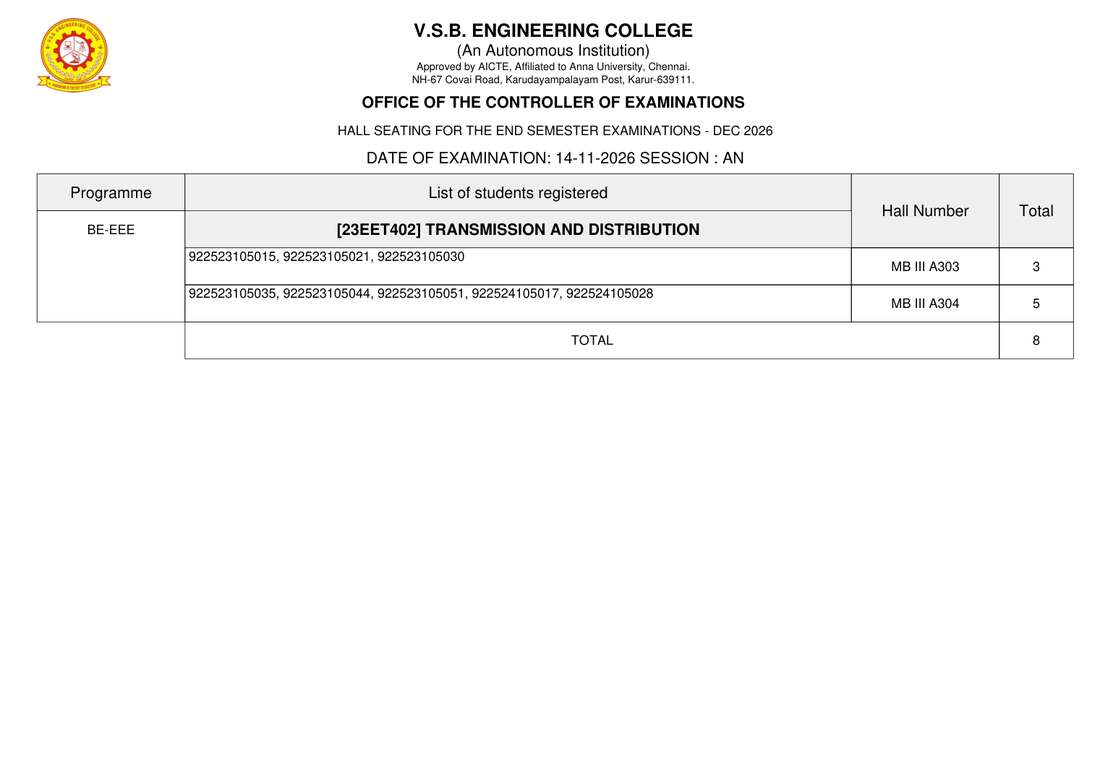 V.S.B. ENGINEERING COLLEGE
(An Autonomous Institution)
Approved by AICTE, Affiliated to Anna University, Chennai.
NH-67 Covai Road, Karudayampalayam Post, Karur-639111.
OFFICE OF THE CONTROLLER OF EXAMINATIONS
HALL SEATING FOR THE END SEMESTER EXAMINATIONS - DEC 2026
DATE OF EXAMINATION: 14-11-2026 SESSION : AN
Programme List of students registered Hall Number Total
BE-EEE [23EET402] TRANSMISSION AND DISTRIBUTION
922523105015, 922523105021, 922523105030 MB III A303 3
922523105035, 922523105044, 922523105051, 922524105017, 922524105028 MB III A304 5
TOTAL 8